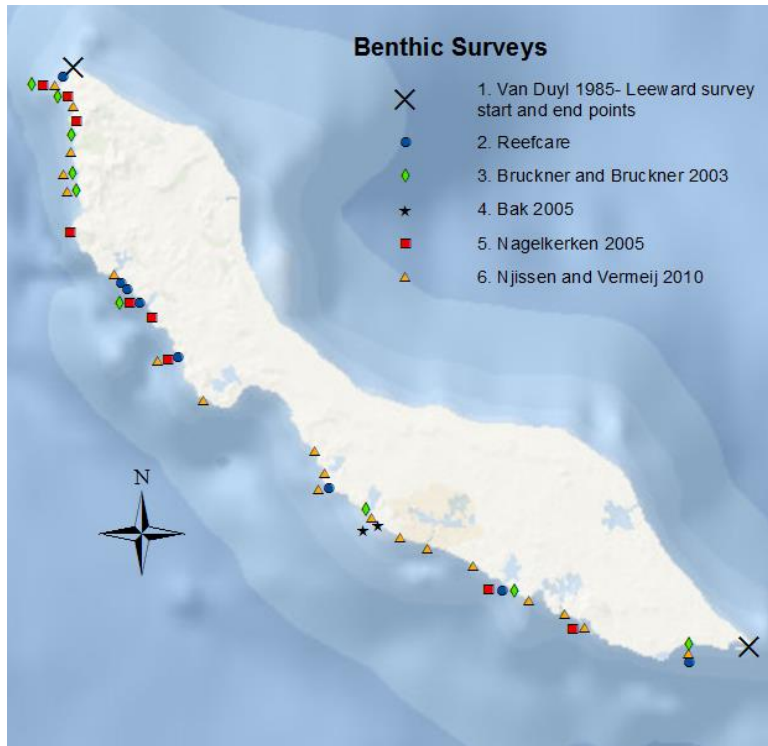 Benthic Surveys
1. Van Duyl 1985- Leeward survey
start and end points
2. Reefcare
3. Bruckner and Bruckner 2003
4. Bak 2005
5. Nagelkerken 2005
6. Njissen and Vermeij 2010
N